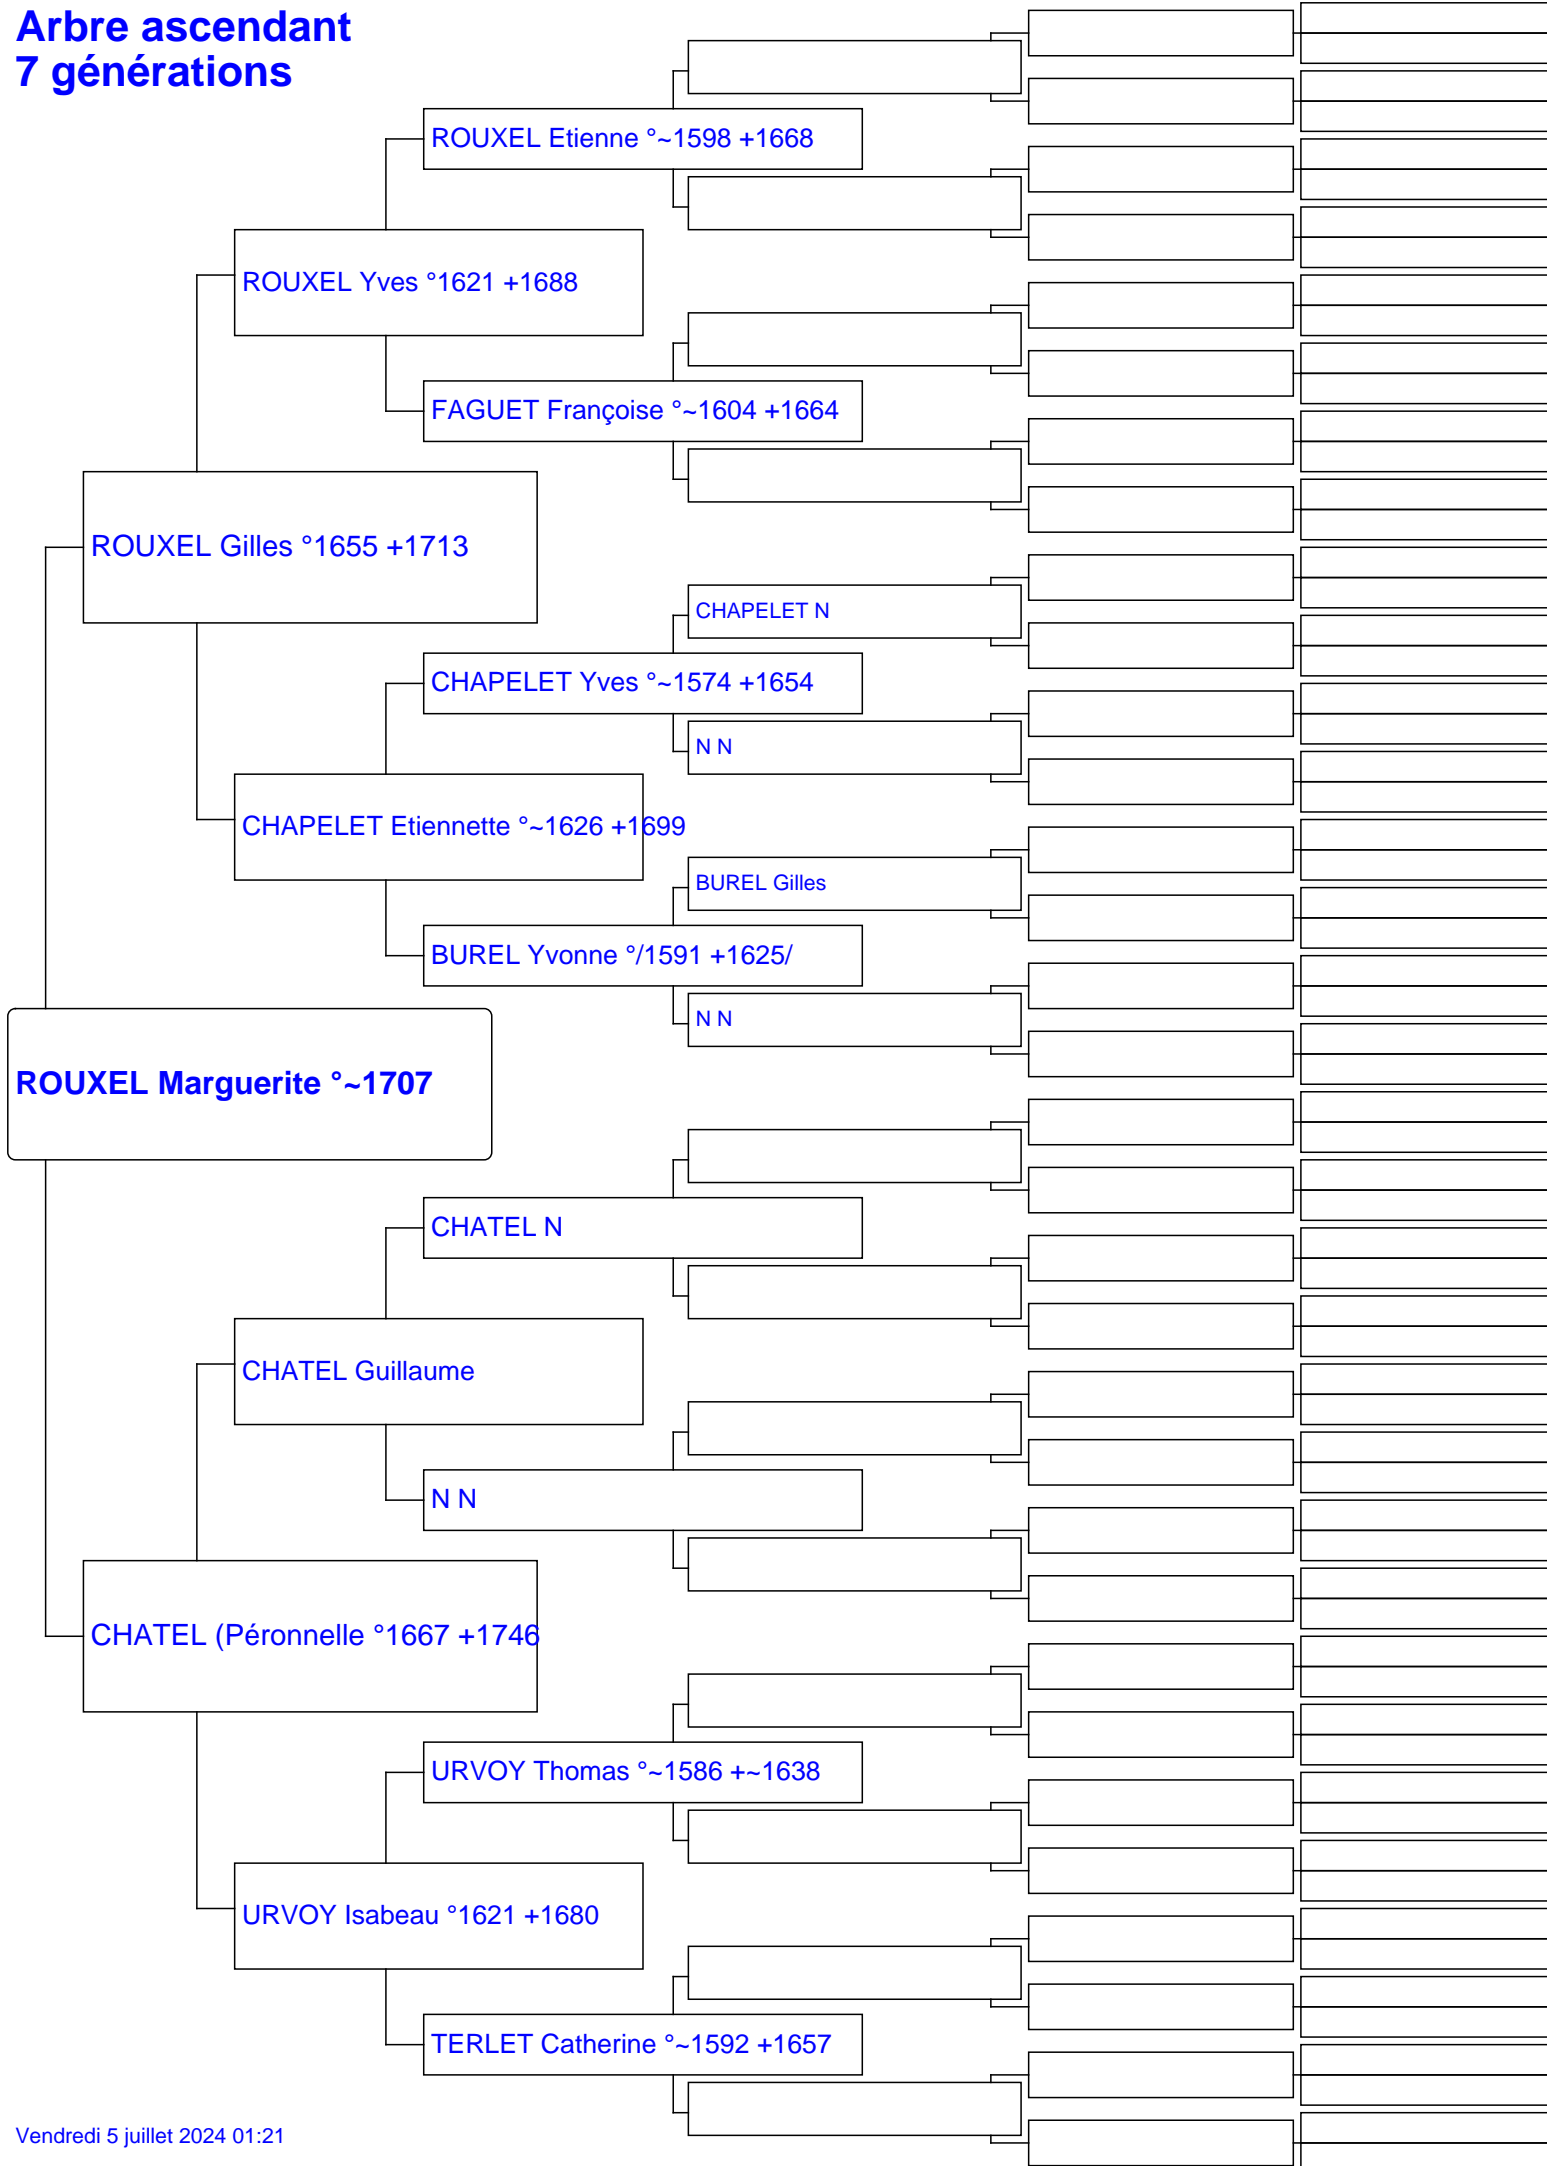 Arbre ascendant
7 générations
ROUXEL Etienne °~1598 +1668
ROUXEL Yves °1621 +1688
FAGUET Françoise °~1604 +1664
ROUXEL Gilles °1655 +1713
CHAPELET N
CHAPELET Yves °~1574 +1654
N N
CHAPELET Etiennette °~1626 +1699
BUREL Gilles
BUREL Yvonne °/1591 +1625/
N N
ROUXEL Marguerite °~1707
CHATEL N
CHATEL Guillaume
N N
CHATEL (Péronnelle °1667 +1746
URVOY Thomas °~1586 +~1638
URVOY Isabeau °1621 +1680
TERLET Catherine °~1592 +1657
Vendredi 5 juillet 2024 01:21